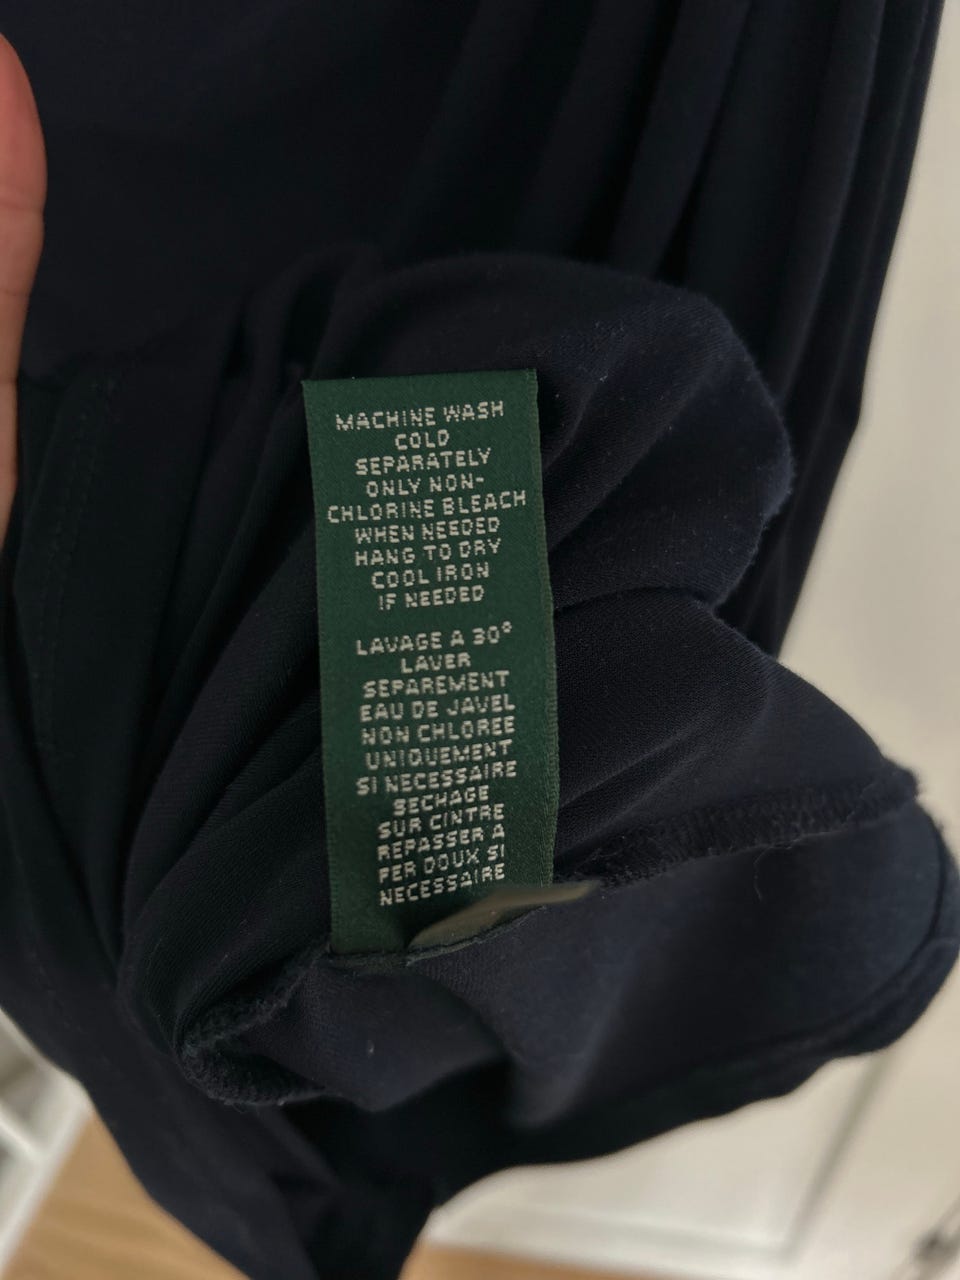 MACHINE WASH
COLD
SEPARATELY
ONLY NON-
CHLORINE BLEACH
WHEN NEEDED
HANG TO DRY
COOL IRON
IF NEEDED
LAVAGE A 30°
LAVER
SEPAREMENT
EAU DE JAVEL
NON CHLOREE
UNIQUEMENT
SI NECESSAIRE
SECHAGE
SUR CINTRE
REPASSER A
FER DOUX SI
NECESSAIRE